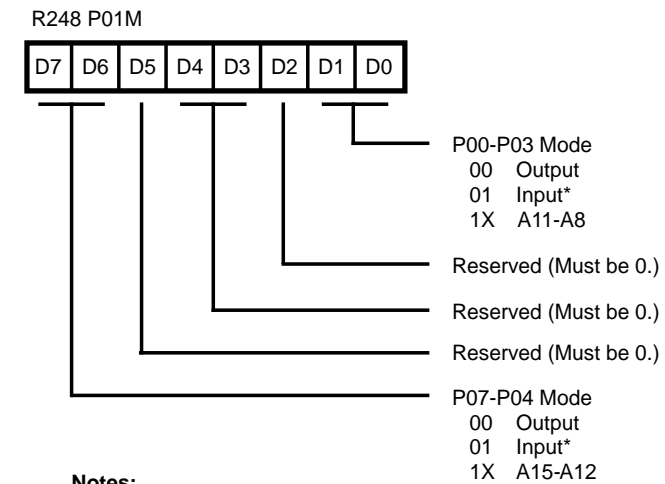 R248 P01M
D7 D6 D5 D4 D3 D2 D1 D0
P00-P03 Mode
00 Output
01 Input*
1X A11-A8
Reserved (Must be 0.)
Reserved (Must be 0.)
Reserved (Must be 0.)
P07-P04 Mode
00 Output
01 Input*
1X A15-A12
Notes: